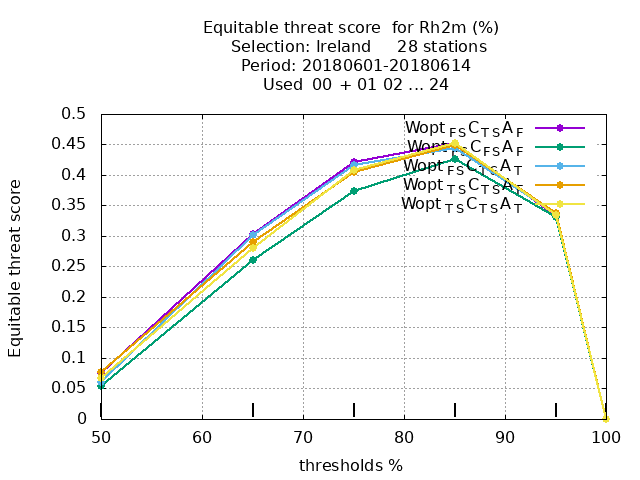 Equitable threat score for Rh2m (%)
Selection: Ireland 28 stations
Period: 20180601-20180614
Used 00 + 01 02 ... 24
Equitable threat score
0.5
0.45
0.4
0.35
0.3
0.25
0.2
0.15
0.1
0.05
0
Wopt FS C TS A F
Wopt FS C FS A F
Wopt FS C TS A T
Wopt TS C TS A F
Wopt TS C TS A T
50 60 70 80 90 100
thresholds %